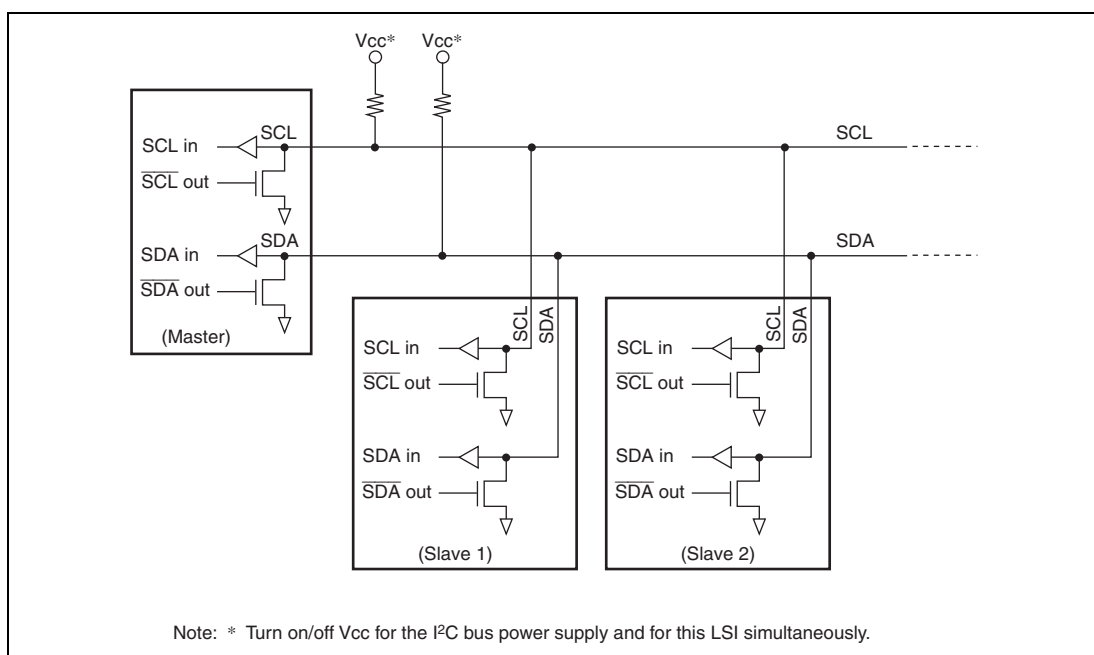 Vcc* Vcc*
SCL in
SCL
SCL
SCL out
SDA in
SDA
SDA
SDA out
(Master)
SCL
SDA
SCL
SDA
SCL in
SCL out
SDA in
SDA out
(Slave 1)
SCL in
SCL out
SDA in
SDA out
(Slave 2)
Note: * Turn on/off Vcc for the I²C bus power supply and for this LSI simultaneously.